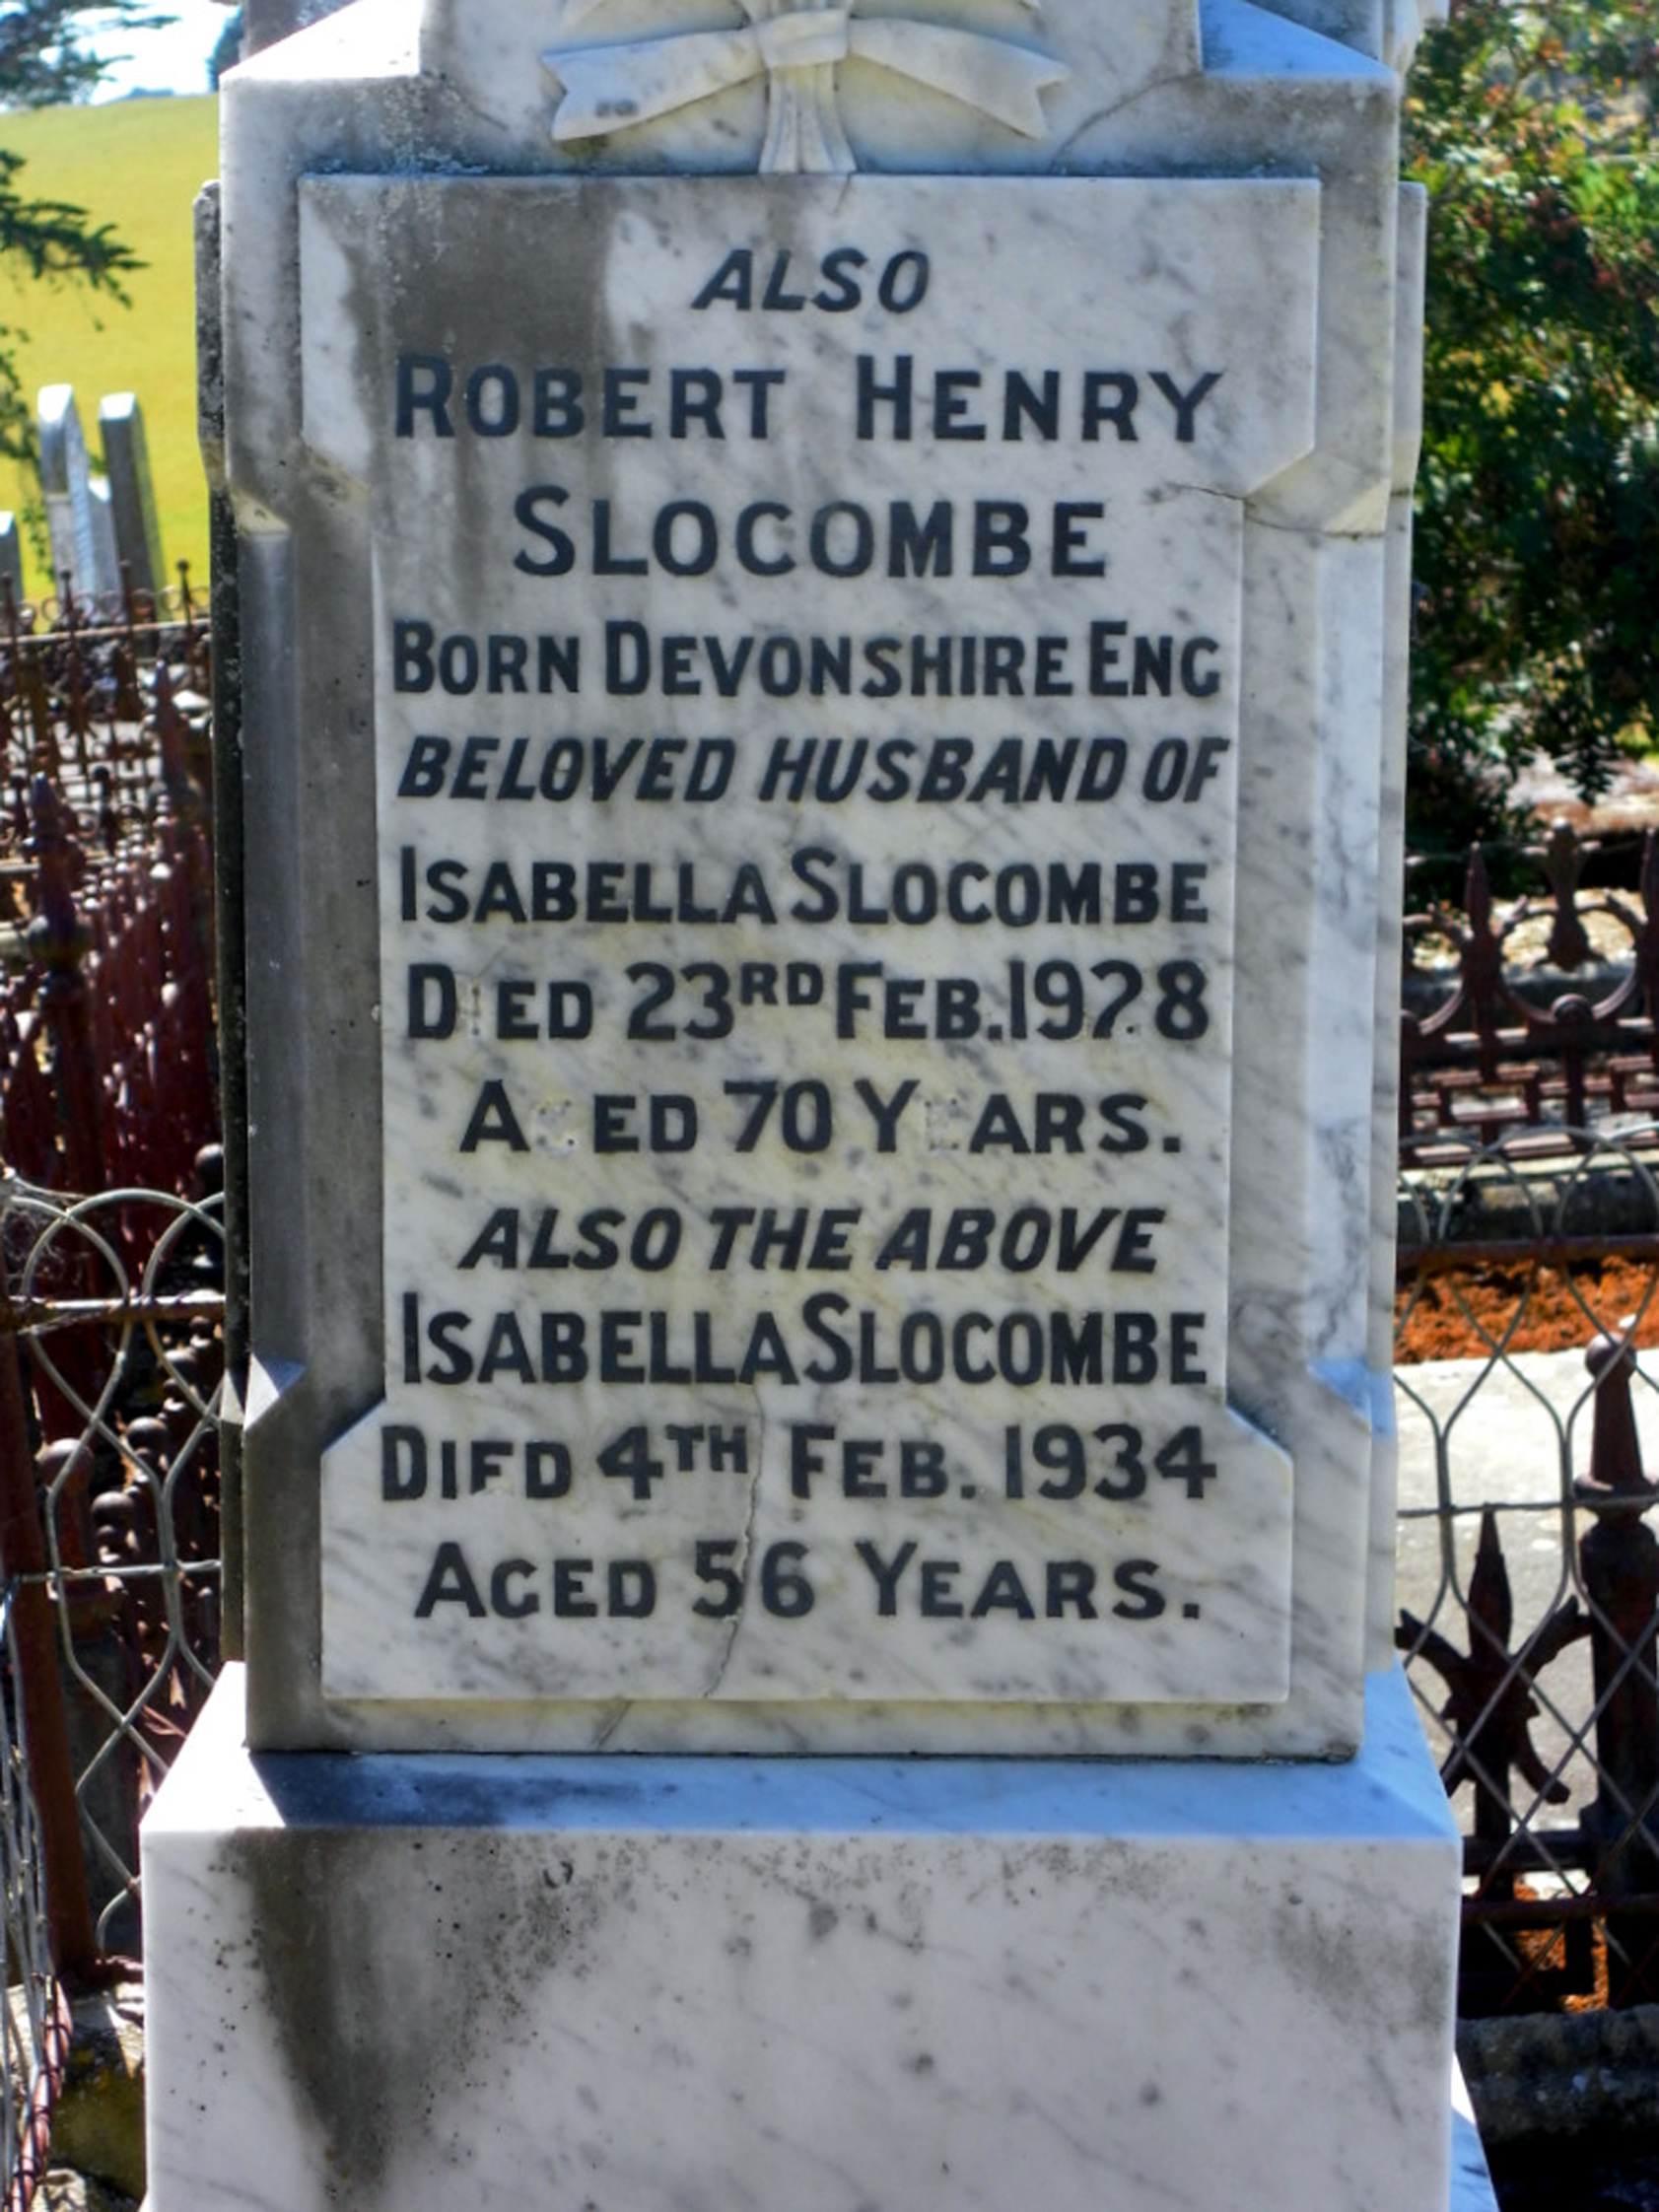 ALSO
ROBERT HENRY
SLOCOMBE
BORN DEVONSHIRE ENG
BELOVED HUSBAND OF
ISABELLA SLOCOMBE
DIED 23RD FEB. 1928
AGED 70 YEARS.
ALSO THE ABOVE
ISABELLA SLOCOMBE
DIED 4TH FEB. 1934
AGED 56 YEARS.